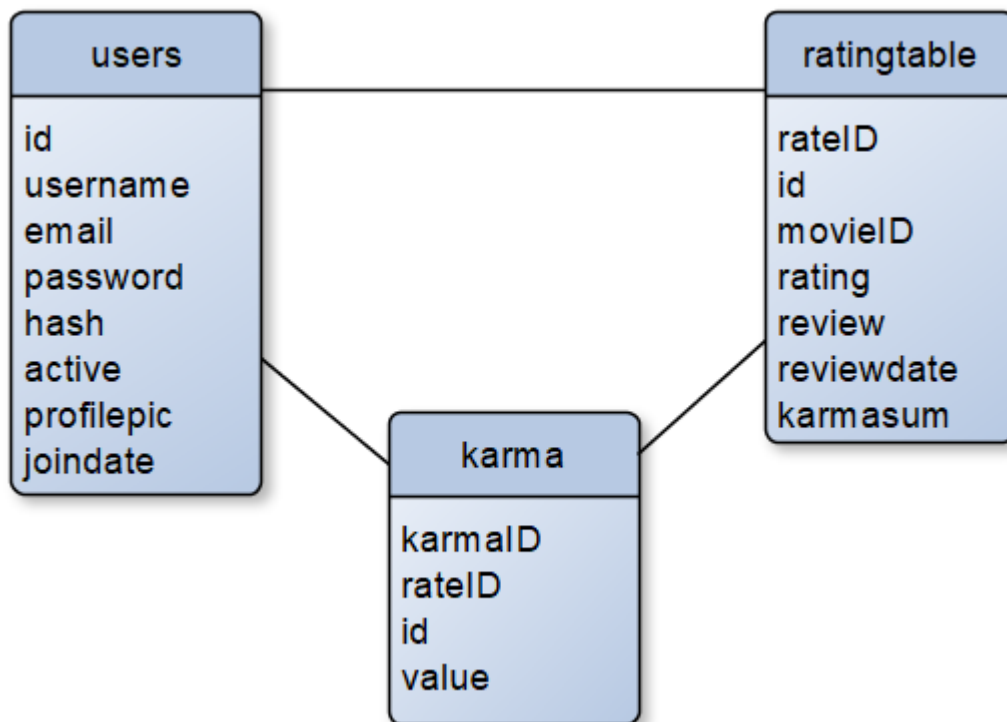 users
id
username
email
password
hash
active
profilepic
joindate
ratingtable
rateID
id
movieID
rating
review
reviewdate
karmasum
karma
karmaID
rateID
id
value